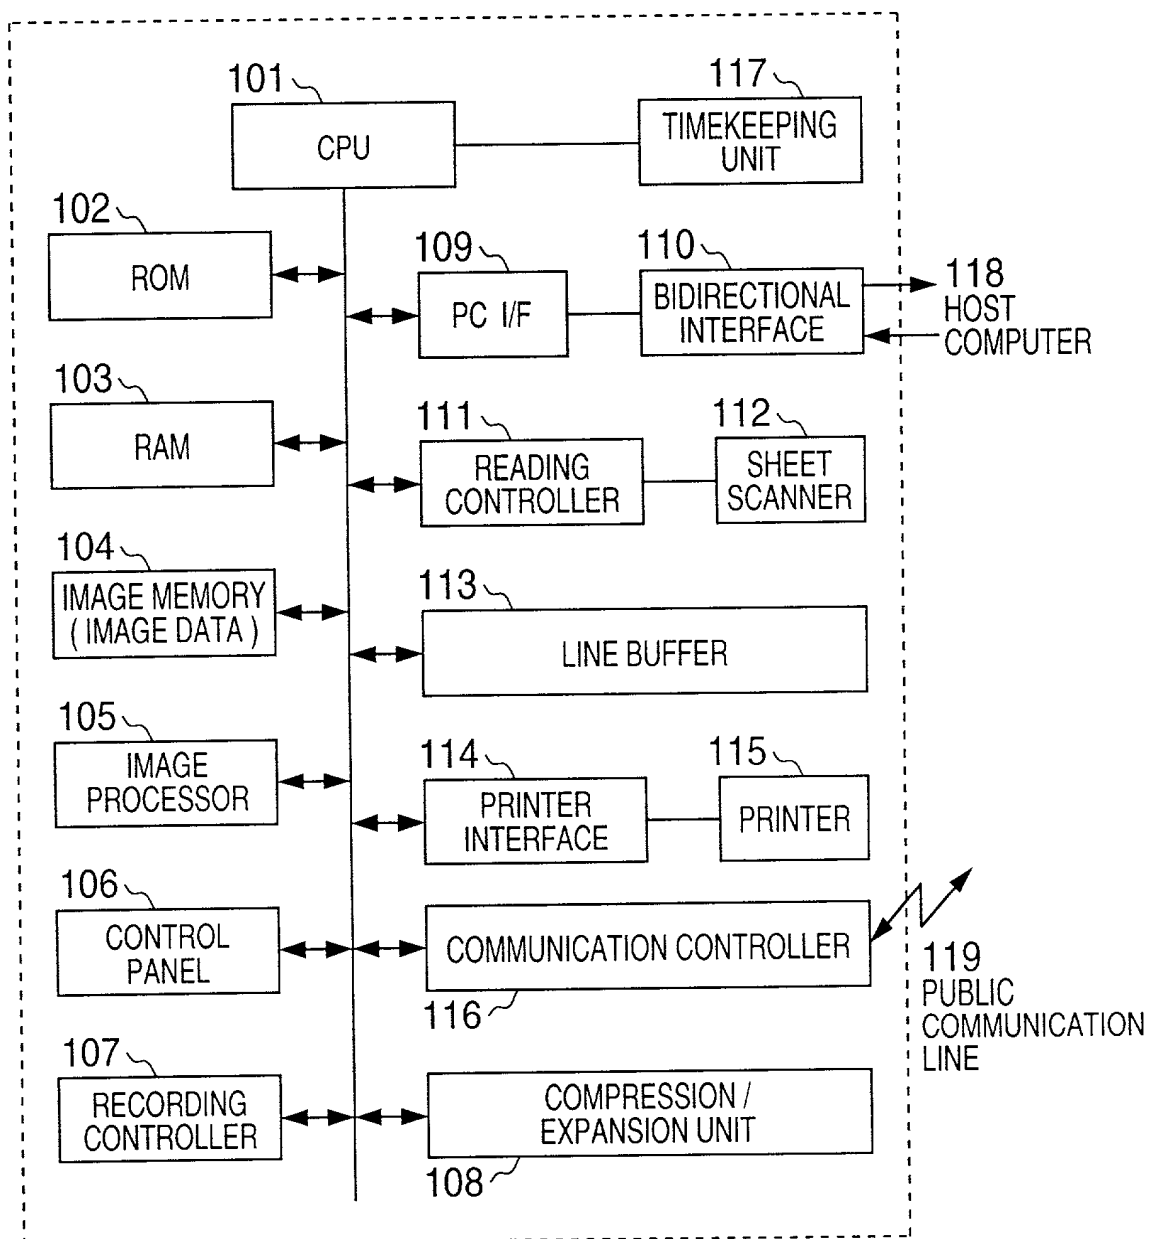 101
CPU
117
TIMEKEEPING
UNIT
102
ROM
109
PC I/F
110
BIDIRECTIONAL
INTERFACE
118
HOST
COMPUTER
103
RAM
111
READING
CONTROLLER
112
SHEET
SCANNER
104
IMAGE MEMORY
( IMAGE DATA )
113
LINE BUFFER
105
IMAGE
PROCESSOR
114
PRINTER
INTERFACE
115
PRINTER
106
CONTROL
PANEL
COMMUNICATION CONTROLLER
116
119
PUBLIC
COMMUNICATION
LINE
107
RECORDING
CONTROLLER
COMPRESSION /
EXPANSION UNIT
108